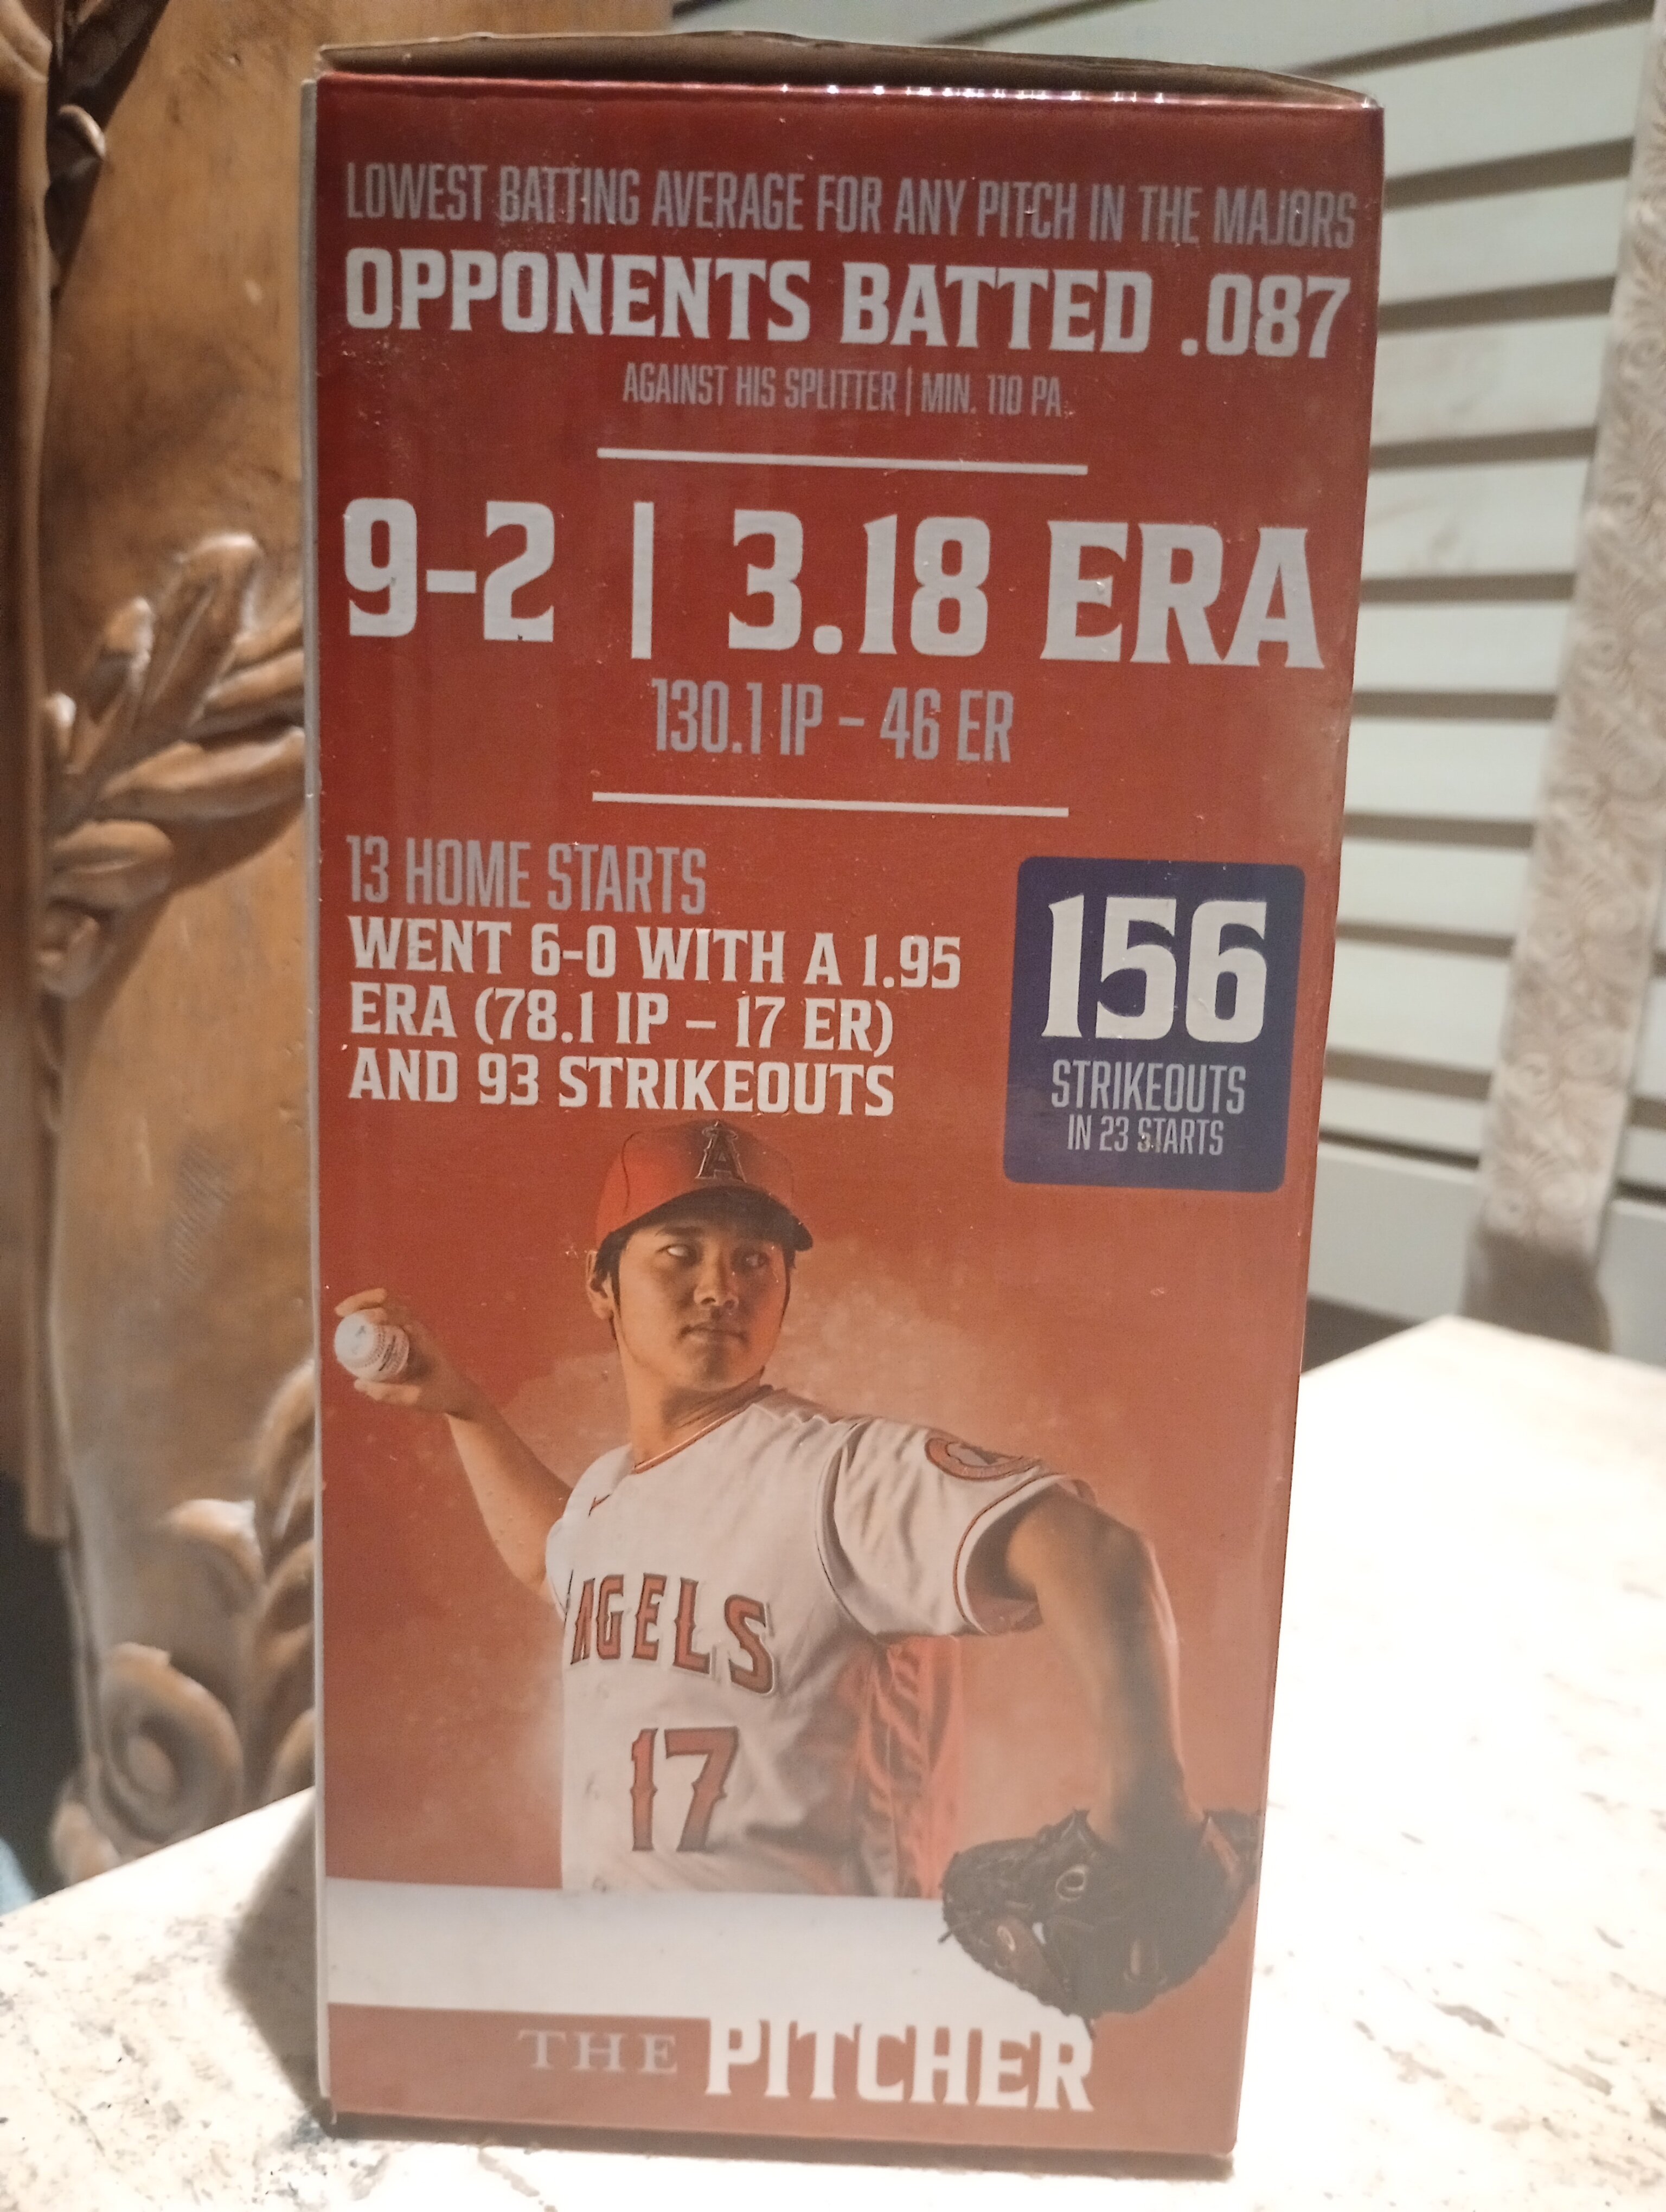 LOWEST BATTING AVERAGE FOR ANY PITCH IN THE MAJORS
OPPONENTS BATTED .087
AGAINST HIS SPLITTER | MIN. 110 PA
9-2 | 3.18 ERA
130.1 IP – 46 ER
13 HOME STARTS
WENT 6-0 WITH A 1.95
ERA (78.1 IP – 17 ER)
AND 93 STRIKEOUTS
156
STRIKEOUTS
IN 23 STARTS
A
ANGELS
17
THE PITCHER